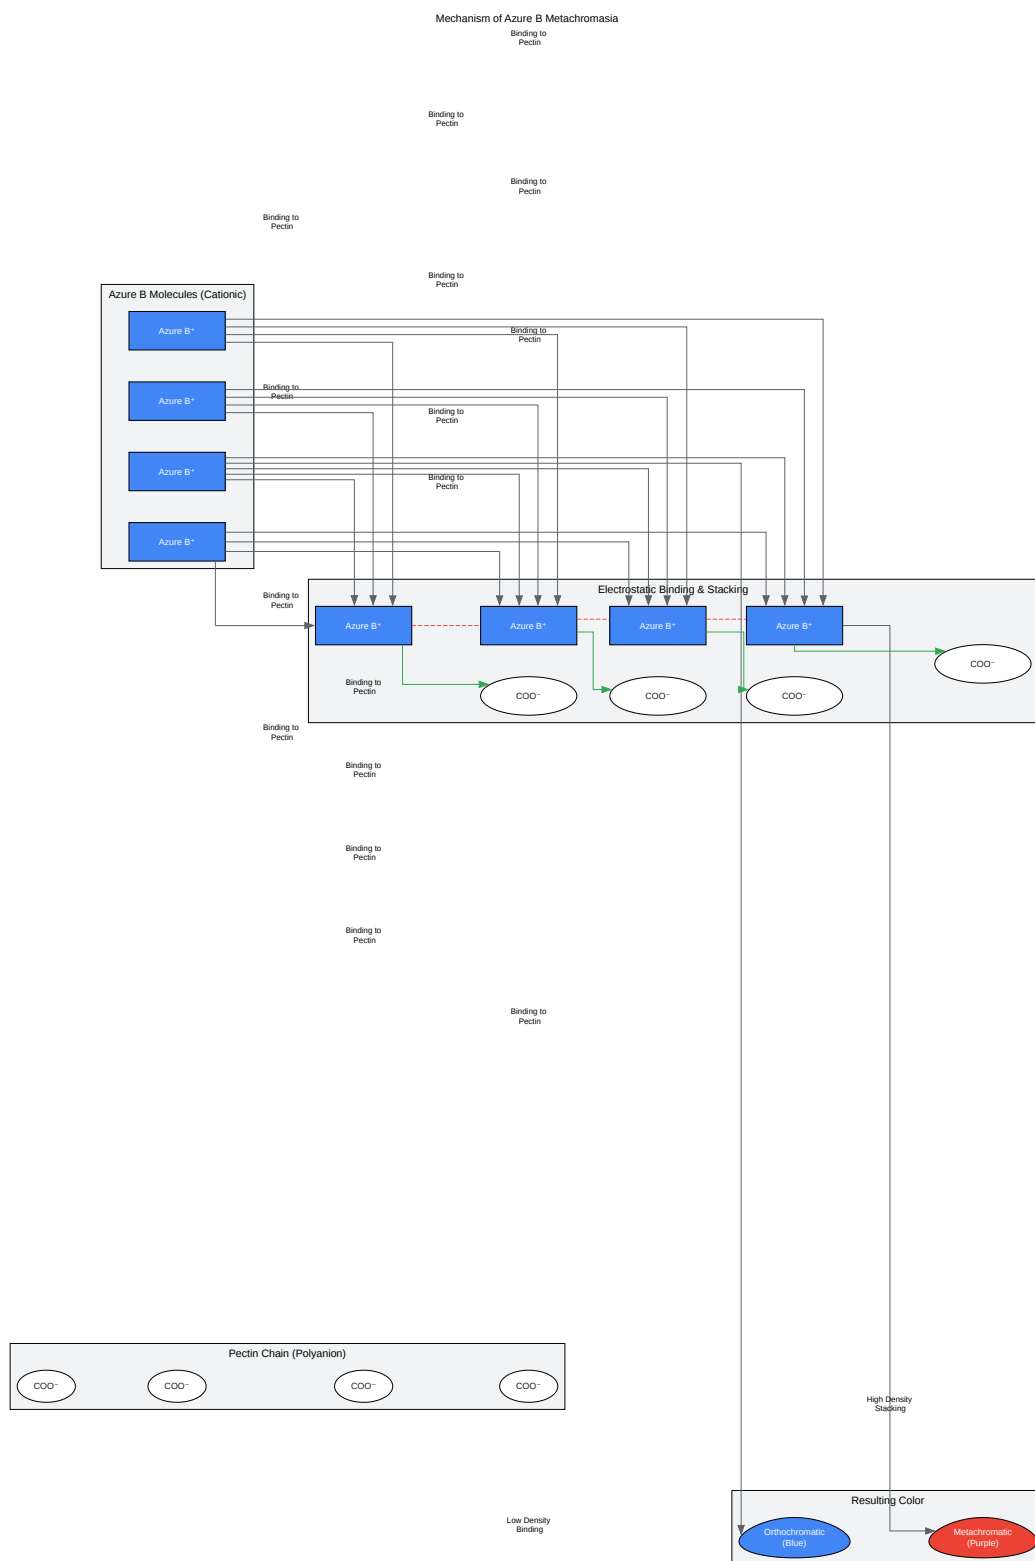 Mechanism of Azure B Metachromasia
Binding to
Pectin
Binding to
Pectin
Binding to
Pectin
Binding to
Pectin
Binding to
Pectin
Azure B Molecules (Cationic)
Azure B⁺
Binding to
Pectin
Binding to
Pectin
Azure B⁺
Binding to
Pectin
Azure B⁺
Binding to
Pectin
Azure B⁺
Electrostatic Binding & Stacking
Binding to
Pectin
Azure B⁺
Azure B⁺
Azure B⁺
Azure B⁺
COO⁻
Binding to
Pectin
COO⁻
COO⁻
COO⁻
Binding to
Pectin
Binding to
Pectin
Binding to
Pectin
Binding to
Pectin
Binding to
Pectin
Pectin Chain (Polyanion)
COO⁻
COO⁻
COO⁻
COO⁻
High Density
Stacking
Resulting Color
Low Density
Binding
Orthochromatic
(Blue)
Metachromatic
(Purple)